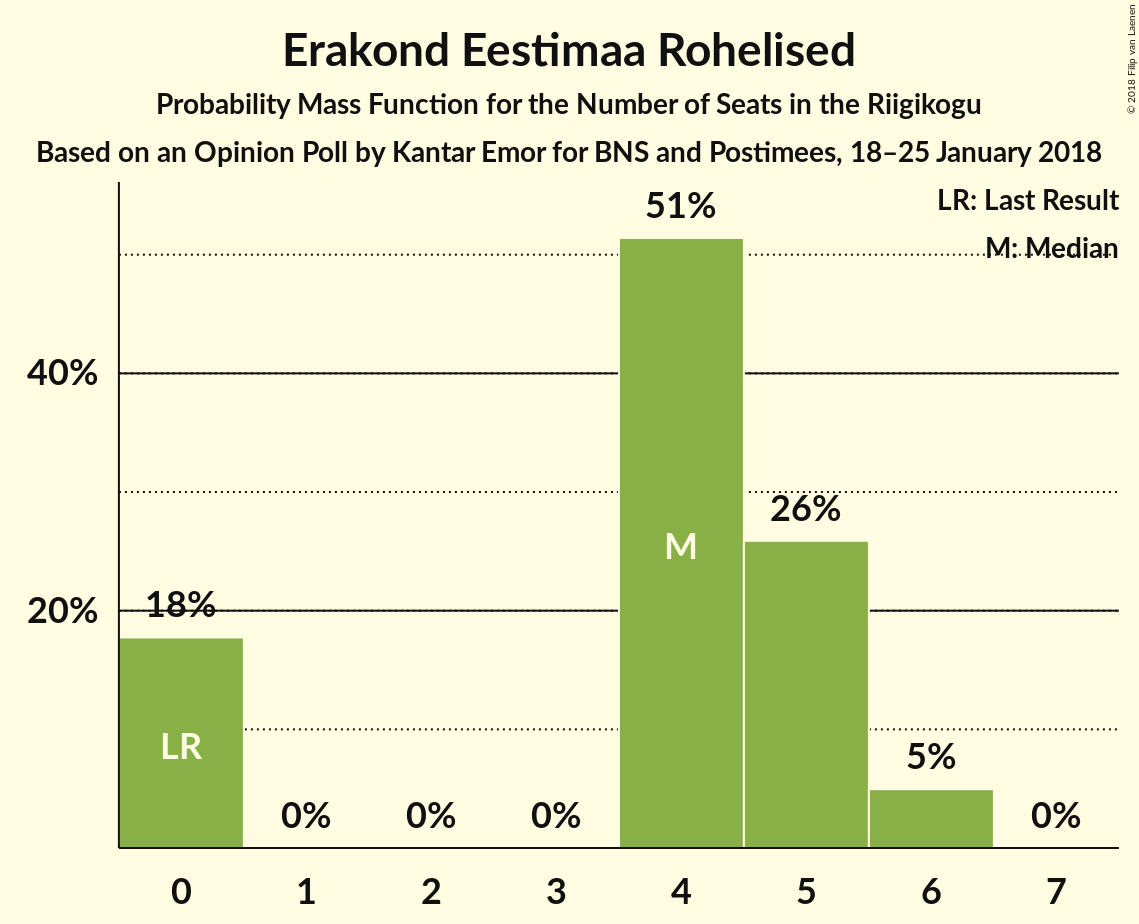 Erakond Eestimaa Rohelised
Probability Mass Function for the Number of Seats in the Riigikogu
Based on an Opinion Poll by Kantar Emor for BNS and Postimees, 18–25 January 2018
© 2018 Filip van Laenen
LR: Last Result
M: Median
51%
40%
26%
M
20%
18%
LR
5%
0%
0%
0%
0%
0 1 2 3 4 5 6 7